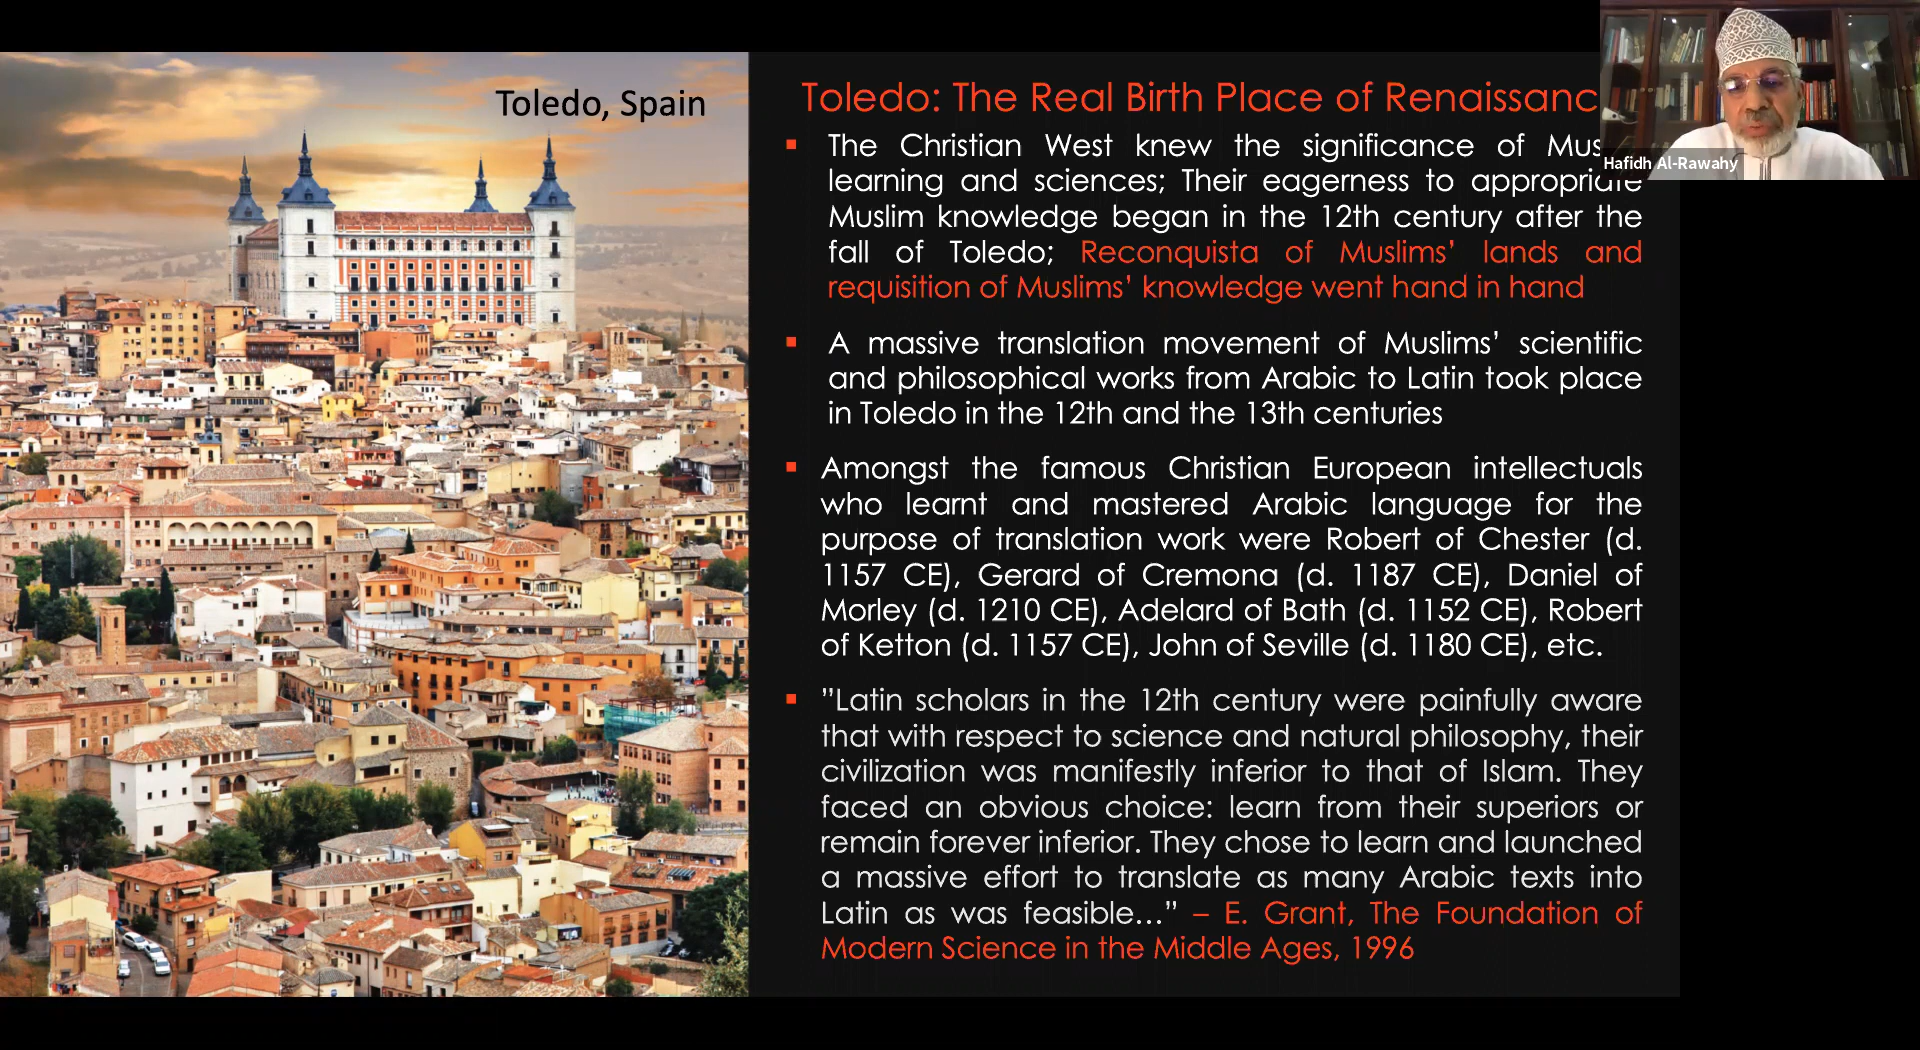 Toledo, Spain
Toledo: The Real Birth Place of Renaissanc
The Christian West knew the significance of Mus
learning and sciences; Their eagerness to appropriate
Muslim knowledge began in the 12th century after the
fall of Toledo; Reconquista of Muslims’ lands and
requisition of Muslims’ knowledge went hand in hand
A massive translation movement of Muslims’ scientific
and philosophical works from Arabic to Latin took place
in Toledo in the 12th and the 13th centuries
Amongst the famous Christian European intellectuals
who learnt and mastered Arabic language for the
purpose of translation work were Robert of Chester (d.
1157 CE), Gerard of Cremona (d. 1187 CE), Daniel of
Morley (d. 1210 CE), Adelard of Bath (d. 1152 CE), Robert
of Ketton (d. 1157 CE), John of Seville (d. 1180 CE), etc.
”Latin scholars in the 12th century were painfully aware
that with respect to science and natural philosophy, their
civilization was manifestly inferior to that of Islam. They
faced an obvious choice: learn from their superiors or
remain forever inferior. They chose to learn and launched
a massive effort to translate as many Arabic texts into
Latin as was feasible…” – E. Grant, The Foundation of
Modern Science in the Middle Ages, 1996
Hafidh Al-Rawahy